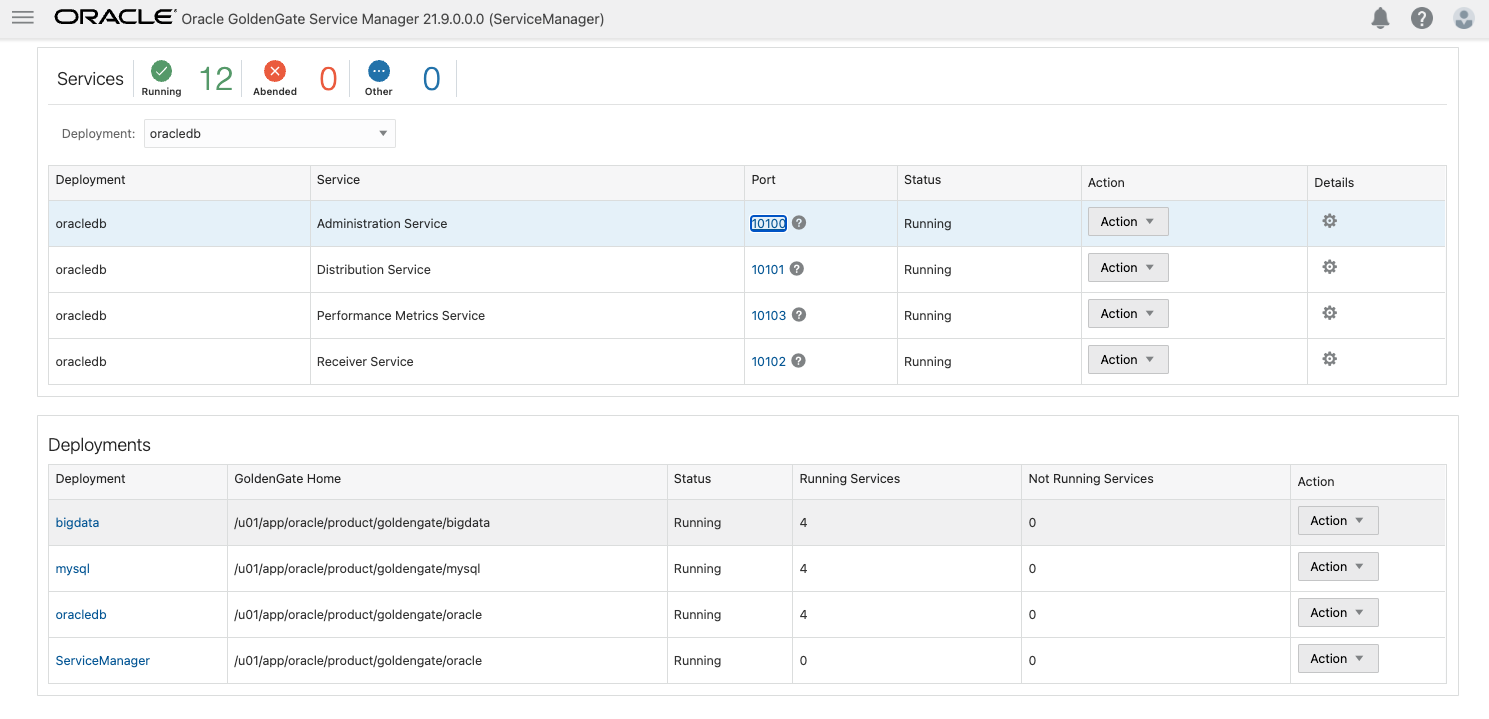 ORACLE® Oracle GoldenGate Service Manager 21.9.0.0.0 (ServiceManager)
Services Running 12 Abended 0 Other 0
Deployment: oracledb
Deployment Service Port Status Action Details
oracledb Administration Service 10100 Running Action
oracledb Distribution Service 10101 Running Action
oracledb Performance Metrics Service 10103 Running Action
oracledb Receiver Service 10102 Running Action
Deployments
Deployment GoldenGate Home Status Running Services Not Running Services Action
bigdata /u01/app/oracle/product/goldengate/bigdata Running 4 0 Action
mysql /u01/app/oracle/product/goldengate/mysql Running 4 0 Action
oracledb /u01/app/oracle/product/goldengate/oracle Running 4 0 Action
ServiceManager /u01/app/oracle/product/goldengate/oracle Running 0 0 Action